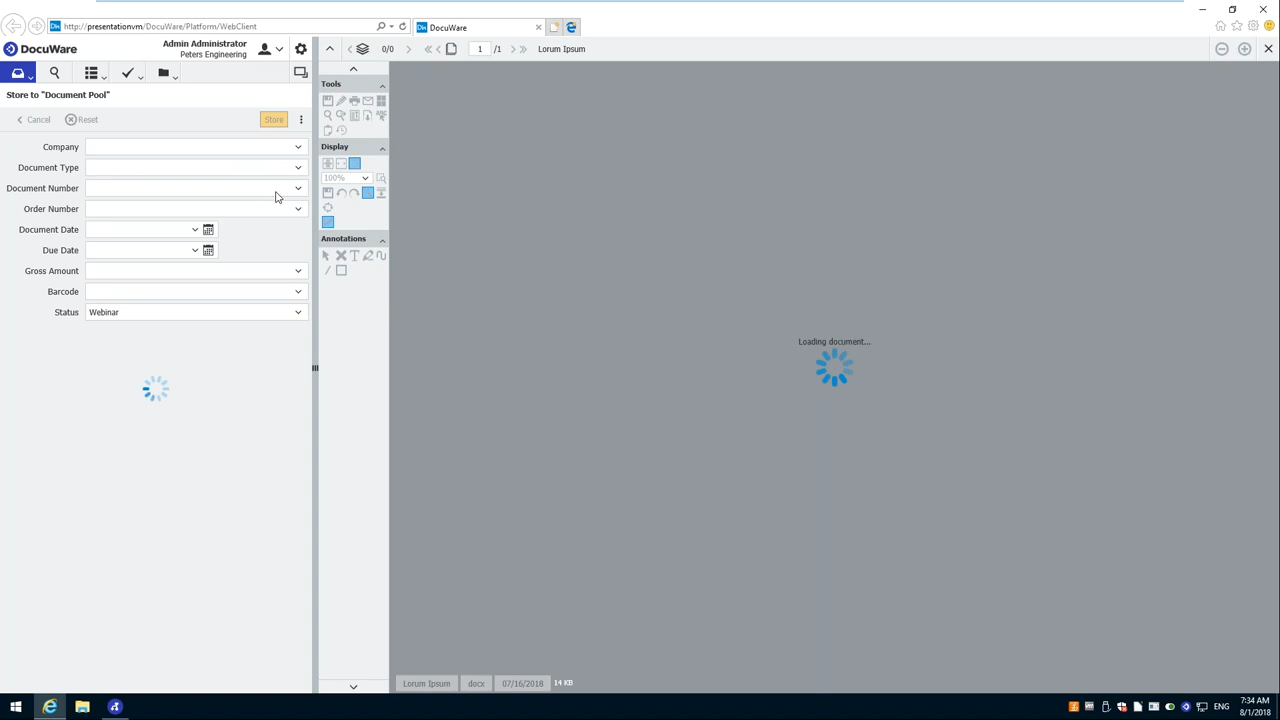 http://presentationvm/DocuWare/Platform/WebClient
DocuWare
DocuWare
Admin Administrator
Peters Engineering
0/0
1
/1
Lorum Ipsum
Store to "Document Pool"
Cancel
Reset
Store
Company
Document Type
Document Number
Order Number
Document Date
Due Date
Gross Amount
Barcode
Status
Webinar
Tools
Display
100%
Annotations
Loading document...
Lorum Ipsum
docx
07/16/2018
14 KB
ENG
7:34 AM
8/1/2018